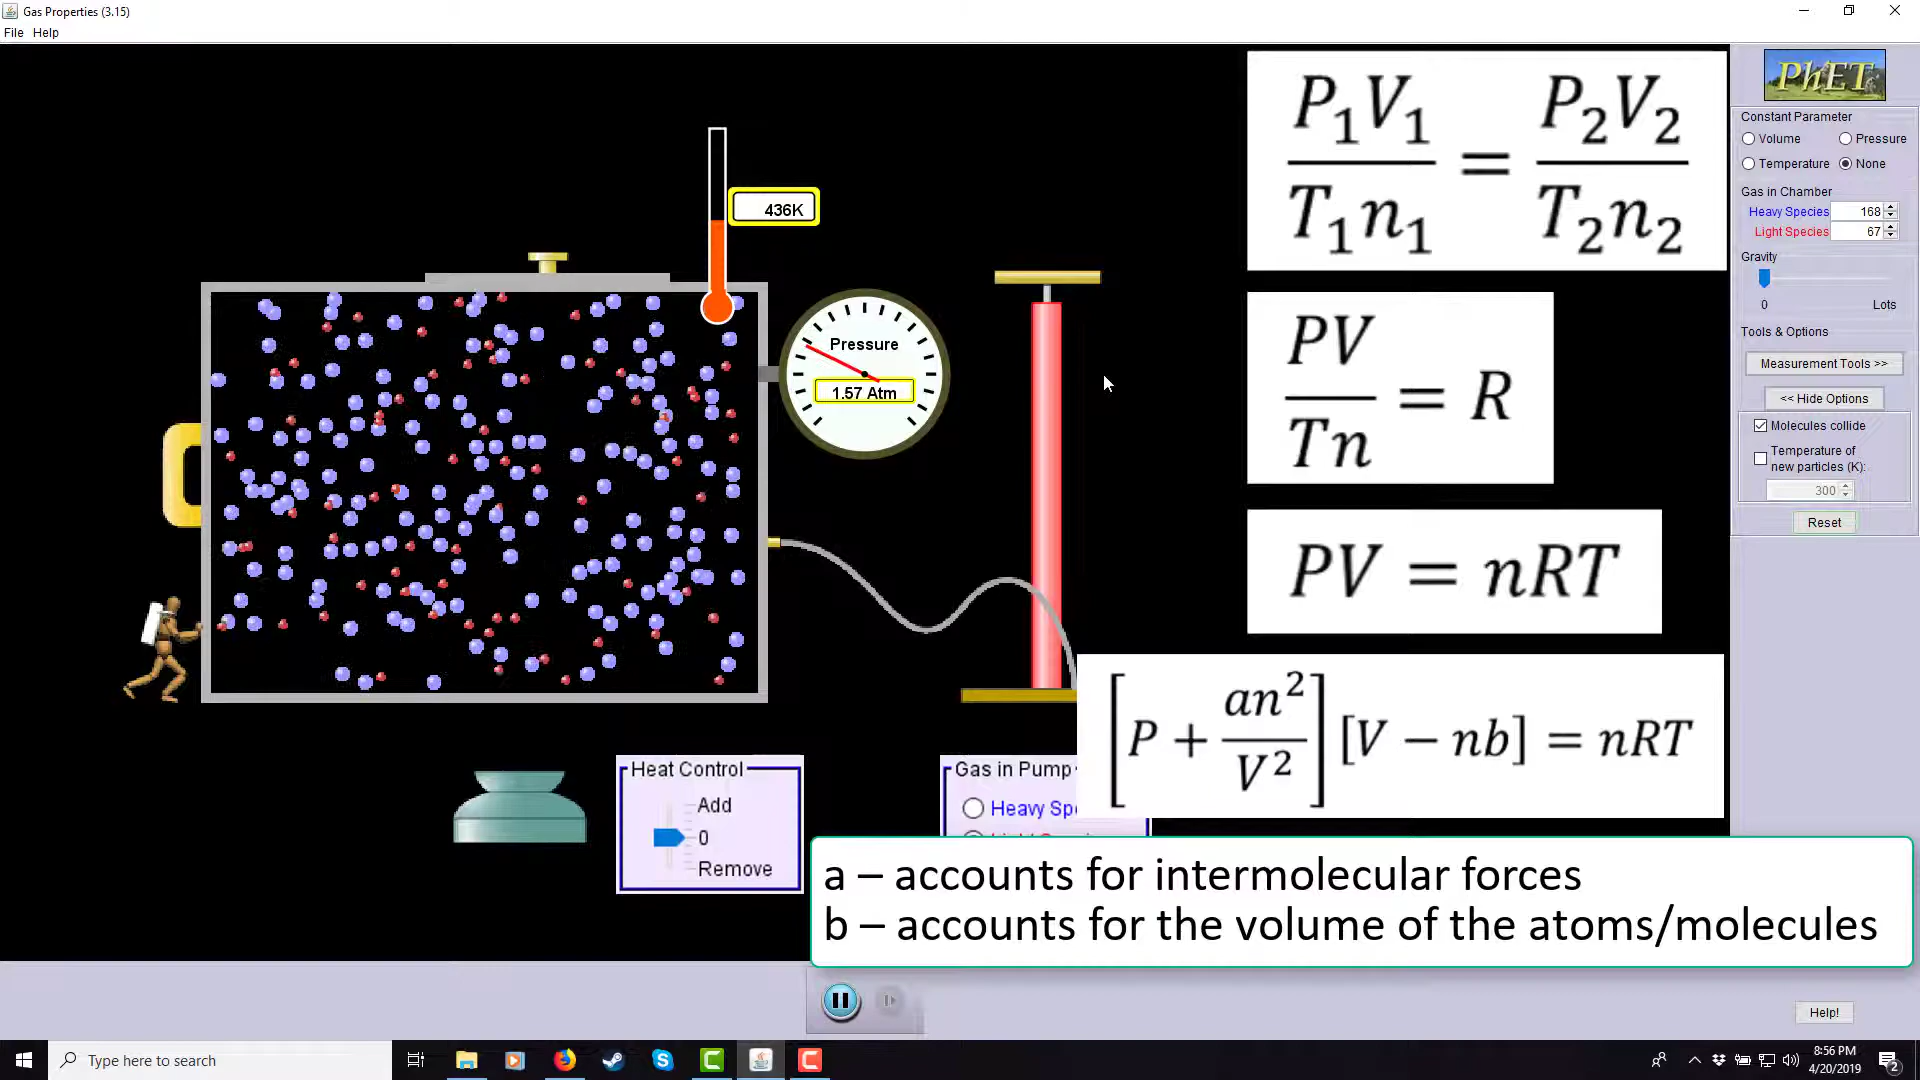 Gas Properties (3.15)
File Help
436K
Pressure
1.57 Atm
Heat Control
Add
0
Remove
Gas in Pump
Heavy Spe
P₁V₁/T₁n₁ = P₂V₂/T₂n₂
PV/Tn = R
PV = nRT
[P + an²/V²] [V − nb] = nRT
a – accounts for intermolecular forces
b – accounts for the volume of the atoms/molecules
PhET
Constant Parameter
Volume Pressure
Temperature None
Gas in Chamber
Heavy Species 168
Light Species 67
Gravity
0 Lots
Tools & Options
Measurement Tools >>
<< Hide Options
Molecules collide
Temperature of
new particles (K):
300
Reset
Help!
Type here to search
8:56 PM
4/20/2019
2